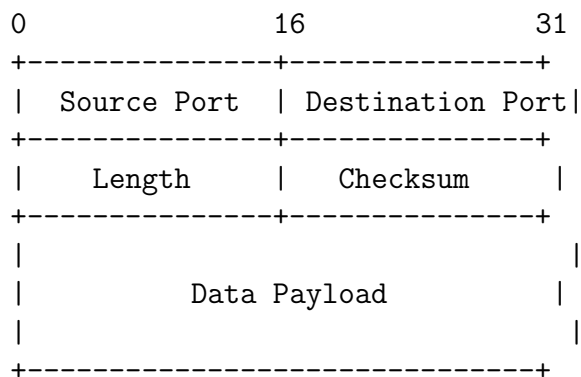 0               16              31
+---------------+---------------+
|  Source Port  | Destination Port|
+---------------+---------------+
|    Length     |   Checksum     |
+---------------+---------------+
|                                 |
|          Data Payload          |
|                                 |
+-------------------------------+